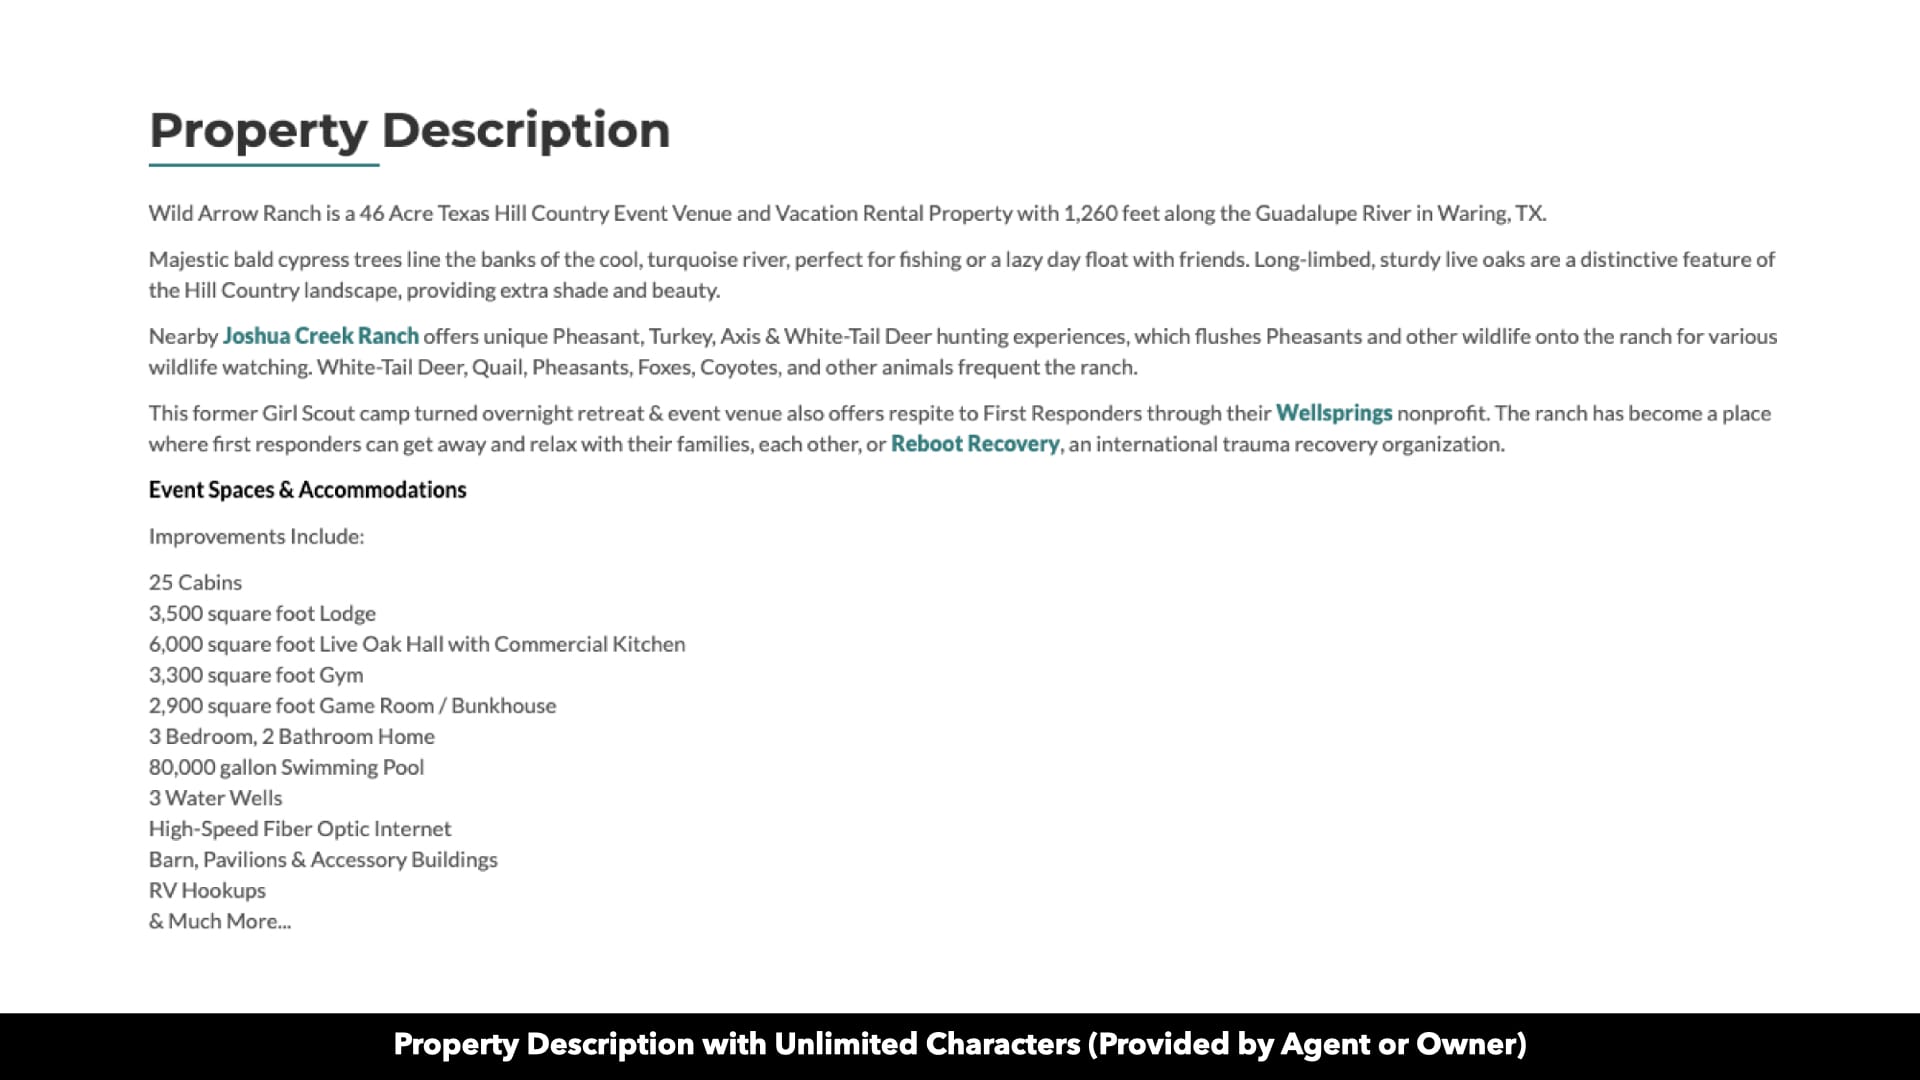 Property Description
Wild Arrow Ranch is a 46 Acre Texas Hill Country Event Venue and Vacation Rental Property with 1,260 feet along the Guadalupe River in Waring, TX.
Majestic bald cypress trees line the banks of the cool, turquoise river, perfect for fishing or a lazy day float with friends. Long-limbed, sturdy live oaks are a distinctive feature of
the Hill Country landscape, providing extra shade and beauty.
Nearby Joshua Creek Ranch offers unique Pheasant, Turkey, Axis & White-Tail Deer hunting experiences, which flushes Pheasants and other wildlife onto the ranch for various
wildlife watching. White-Tail Deer, Quail, Pheasants, Foxes, Coyotes, and other animals frequent the ranch.
This former Girl Scout camp turned overnight retreat & event venue also offers respite to First Responders through their Wellsprings nonprofit. The ranch has become a place
where first responders can get away and relax with their families, each other, or Reboot Recovery, an international trauma recovery organization.
Event Spaces & Accommodations
Improvements Include:
25 Cabins
3,500 square foot Lodge
6,000 square foot Live Oak Hall with Commercial Kitchen
3,300 square foot Gym
2,900 square foot Game Room / Bunkhouse
3 Bedroom, 2 Bathroom Home
80,000 gallon Swimming Pool
3 Water Wells
High-Speed Fiber Optic Internet
Barn, Pavilions & Accessory Buildings
RV Hookups
& Much More...
Property Description with Unlimited Characters (Provided by Agent or Owner)